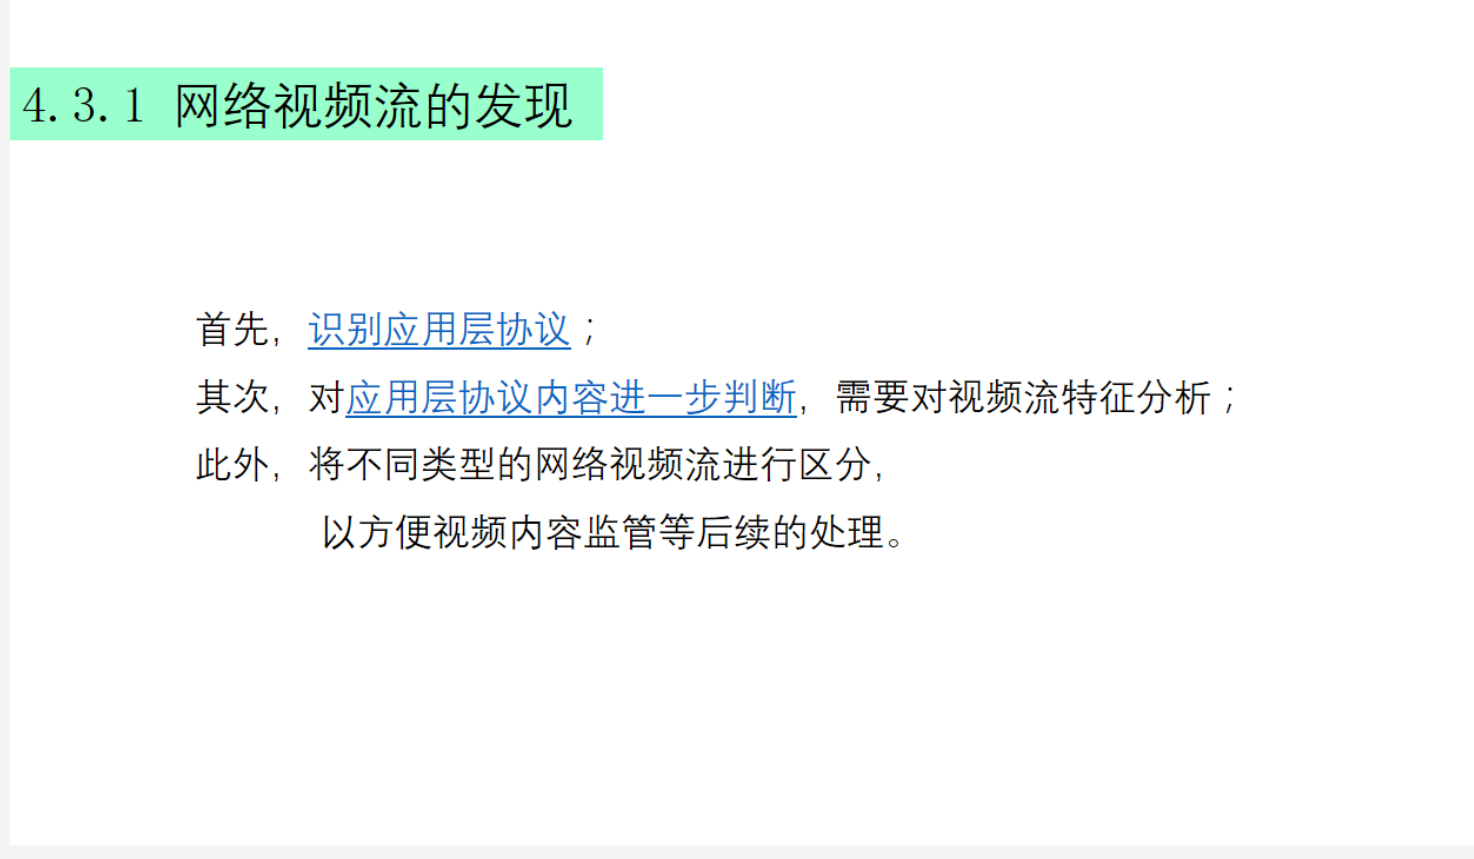 4.3.1 网络视频流的发现
首先，识别应用层协议；
其次，对应用层协议内容进一步判断，需要对视频流特征分析；
此外，将不同类型的网络视频流进行区分，
以方便视频内容监管等后续的处理。